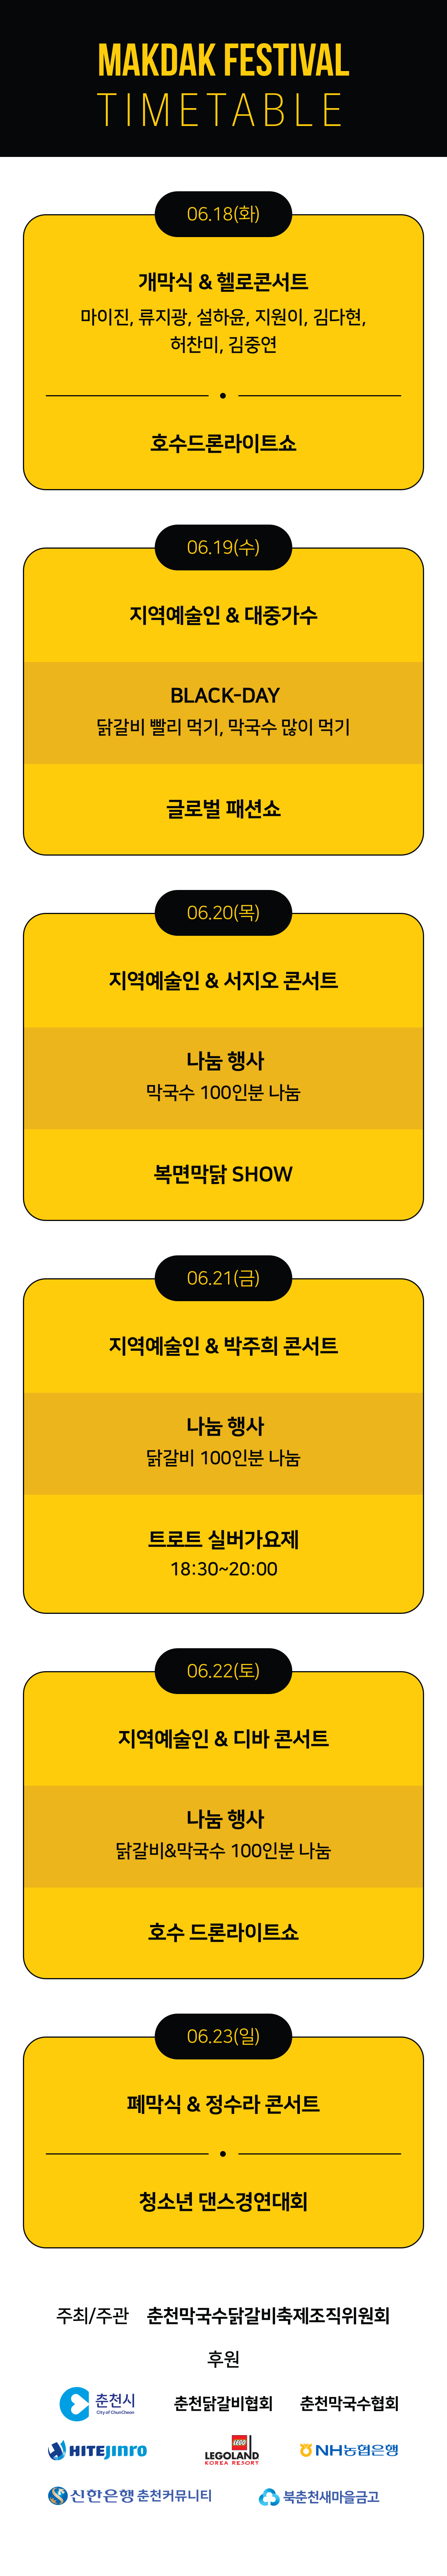 MAKDAK FESTIVAL
TIMETABLE
06.18(화)
개막식 & 헬로콘서트
마이진, 류지광, 설하윤, 지원이, 김다현,
허찬미, 김중연
호수드론라이트쇼
06.19(수)
지역예술인 & 대중가수
BLACK-DAY
닭갈비 빨리 먹기, 막국수 많이 먹기
글로벌 패션쇼
06.20(목)
지역예술인 & 서지오 콘서트
나눔 행사
막국수 100인분 나눔
복면막닭 SHOW
06.21(금)
지역예술인 & 박주희 콘서트
나눔 행사
닭갈비 100인분 나눔
트로트 실버가요제
18:30~20:00
06.22(토)
지역예술인 & 디바 콘서트
나눔 행사
닭갈비&막국수 100인분 나눔
호수 드론라이트쇼
06.23(일)
폐막식 & 정수라 콘서트
청소년 댄스경연대회
주최/주관 춘천막국수닭갈비축제조직위원회
후원
춘천시 춘천닭갈비협회 춘천막국수협회
City of ChunCheon
HITEJINRO LEGO LEGOLAND NH농협은행
KOREA RESORT
신한은행 춘천커뮤니티 북춘천새마을금고